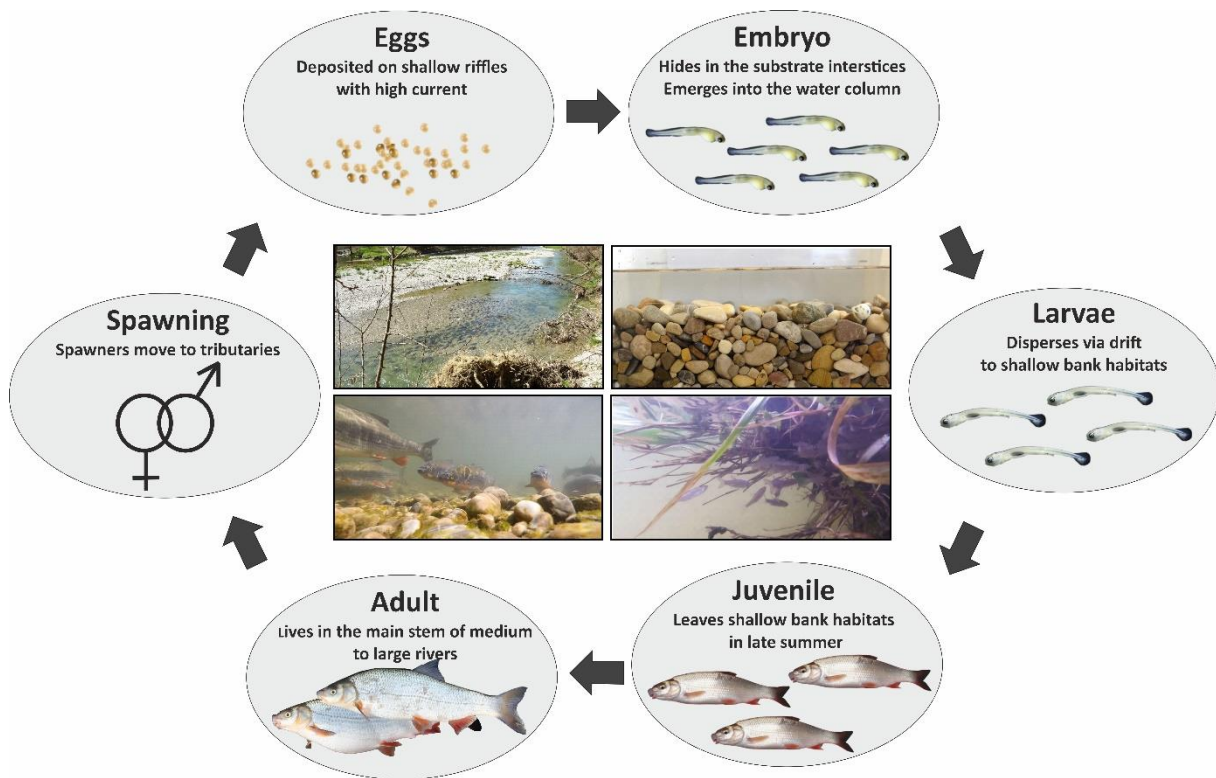 Eggs
Deposited on shallow riffles
with high current
Embryo
Hides in the substrate interstices
Emerges into the water column
Larvae
Disperses via drift
to shallow bank habitats
Juvenile
Leaves shallow bank habitats
in late summer
Adult
Lives in the main stem of medium
to large rivers
Spawning
Spawners move to tributaries